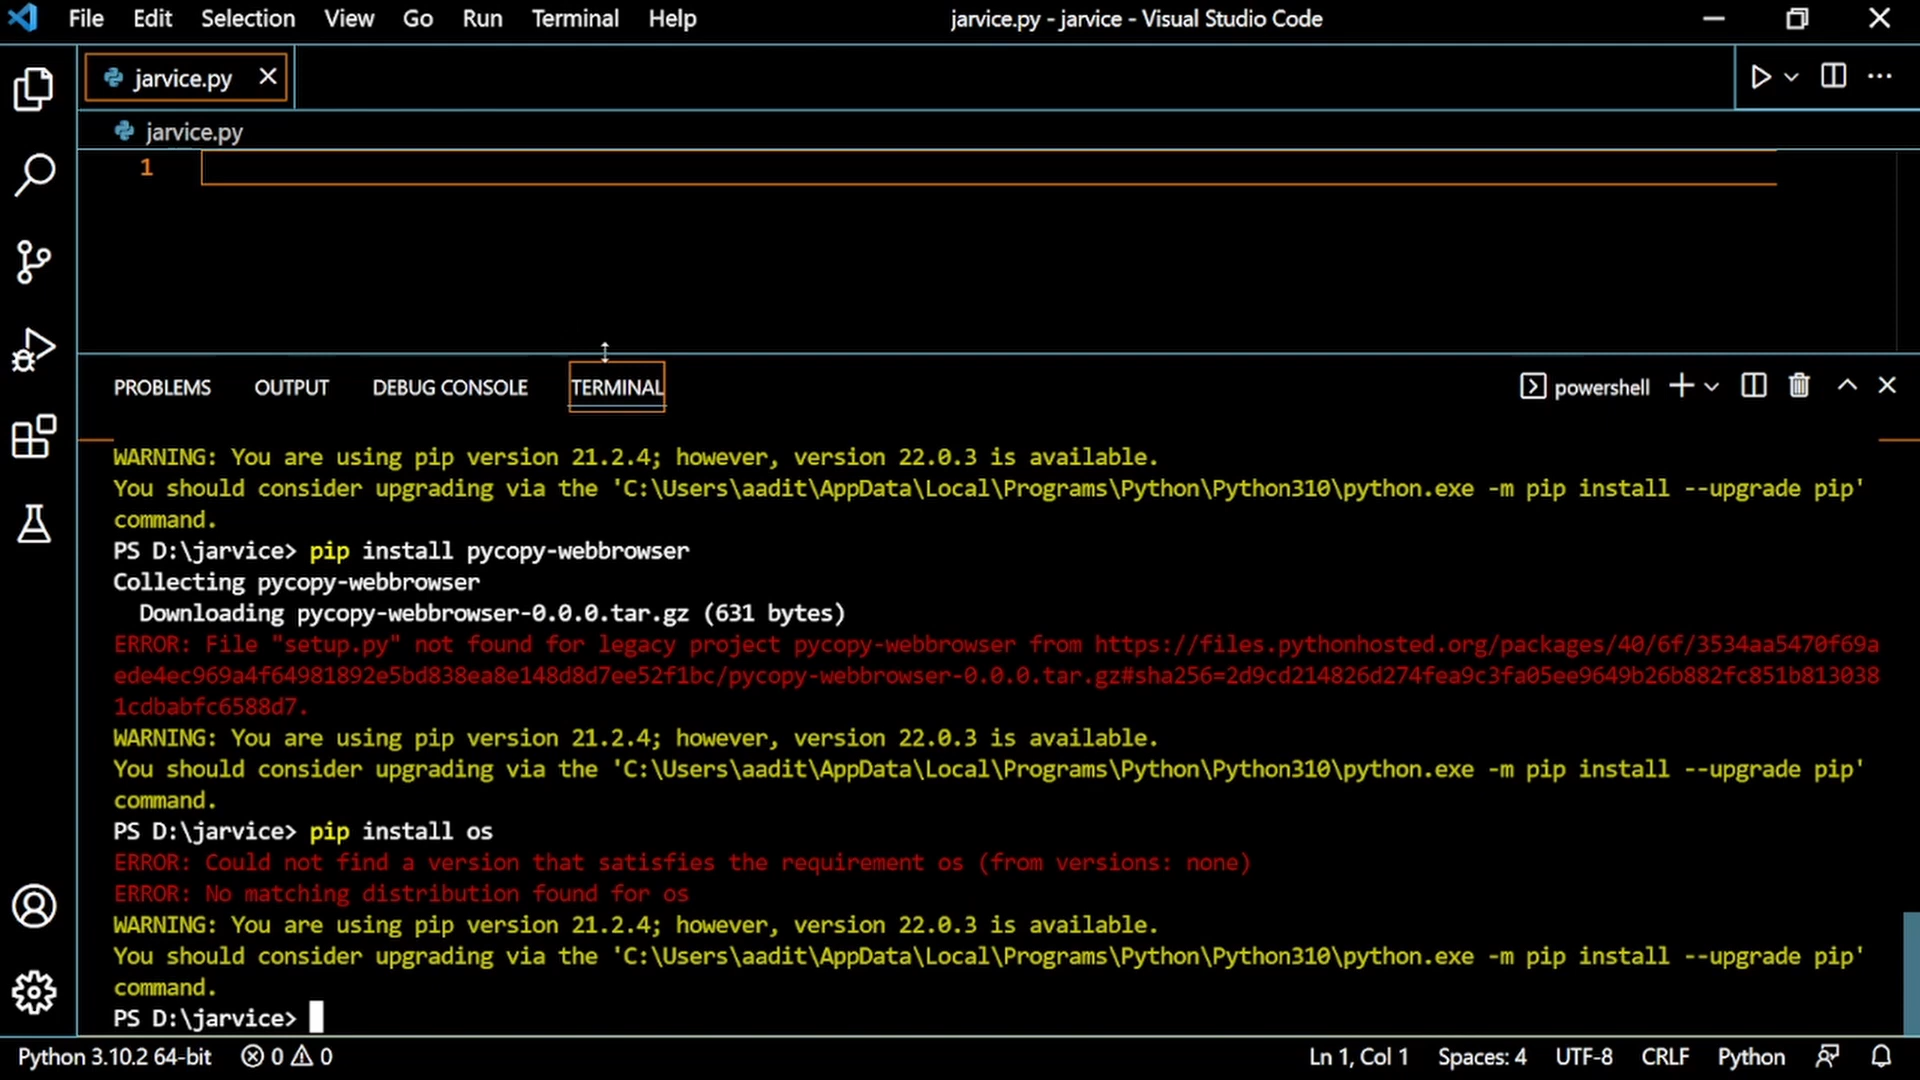 File Edit Selection View Go Run Terminal Help jarvice.py - jarvice - Visual Studio Code
jarvice.py
jarvice.py
1
PROBLEMS OUTPUT DEBUG CONSOLE TERMINAL powershell
WARNING: You are using pip version 21.2.4; however, version 22.0.3 is available.
You should consider upgrading via the 'C:\Users\aadit\AppData\Local\Programs\Python\Python310\python.exe -m pip install --upgrade pip'
command.
PS D:\jarvice> pip install pycopy-webbrowser
Collecting pycopy-webbrowser
Downloading pycopy-webbrowser-0.0.0.tar.gz (631 bytes)
ERROR: File "setup.py" not found for legacy project pycopy-webbrowser from https://files.pythonhosted.org/packages/40/6f/3534aa5470f69a
ede4ec969a4f64981892e5bd838ea8e148d8d7ee52f1bc/pycopy-webbrowser-0.0.0.tar.gz#sha256=2d9cd214826d274fea9c3fa05ee9649b26b882fc851b813038
1cdbabfc6588d7.
WARNING: You are using pip version 21.2.4; however, version 22.0.3 is available.
You should consider upgrading via the 'C:\Users\aadit\AppData\Local\Programs\Python\Python310\python.exe -m pip install --upgrade pip'
command.
PS D:\jarvice> pip install os
ERROR: Could not find a version that satisfies the requirement os (from versions: none)
ERROR: No matching distribution found for os
WARNING: You are using pip version 21.2.4; however, version 22.0.3 is available.
You should consider upgrading via the 'C:\Users\aadit\AppData\Local\Programs\Python\Python310\python.exe -m pip install --upgrade pip'
command.
PS D:\jarvice>
Python 3.10.2 64-bit 0 0 Ln 1, Col 1 Spaces: 4 UTF-8 CRLF Python